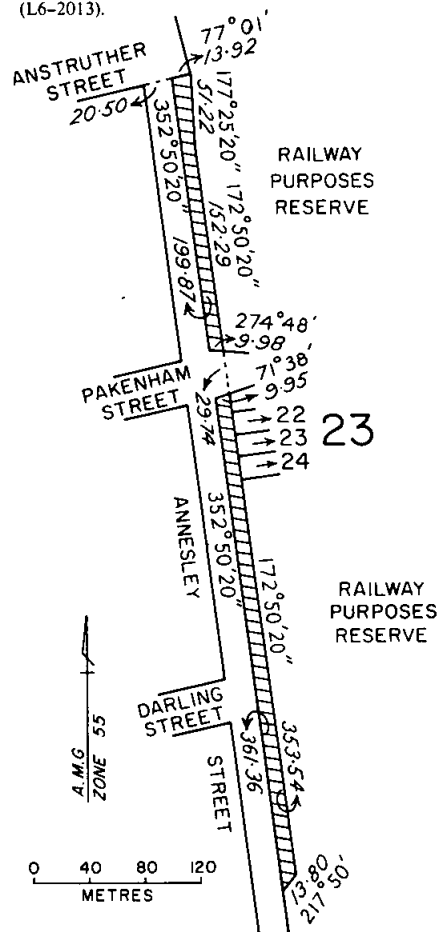 (L6-2013).
77°01'
13·92
ANSTRUTHER
STREET
20·50
352°50'20"
177°25'20"
51·22
172°50'20"
152·29
199·87
RAILWAY
PURPOSES
RESERVE
274°48'
9·98
71°38'
9·95
PAKENHAM
STREET
29·74
22
23
24
23
ANNESLEY
352°50'20"
172°50'20"
RAILWAY
PURPOSES
RESERVE
A.M.G
ZONE 55
DARLING
STREET
STREET
361·36
353·54
0 40 80 120
METRES
13·80
217°50'